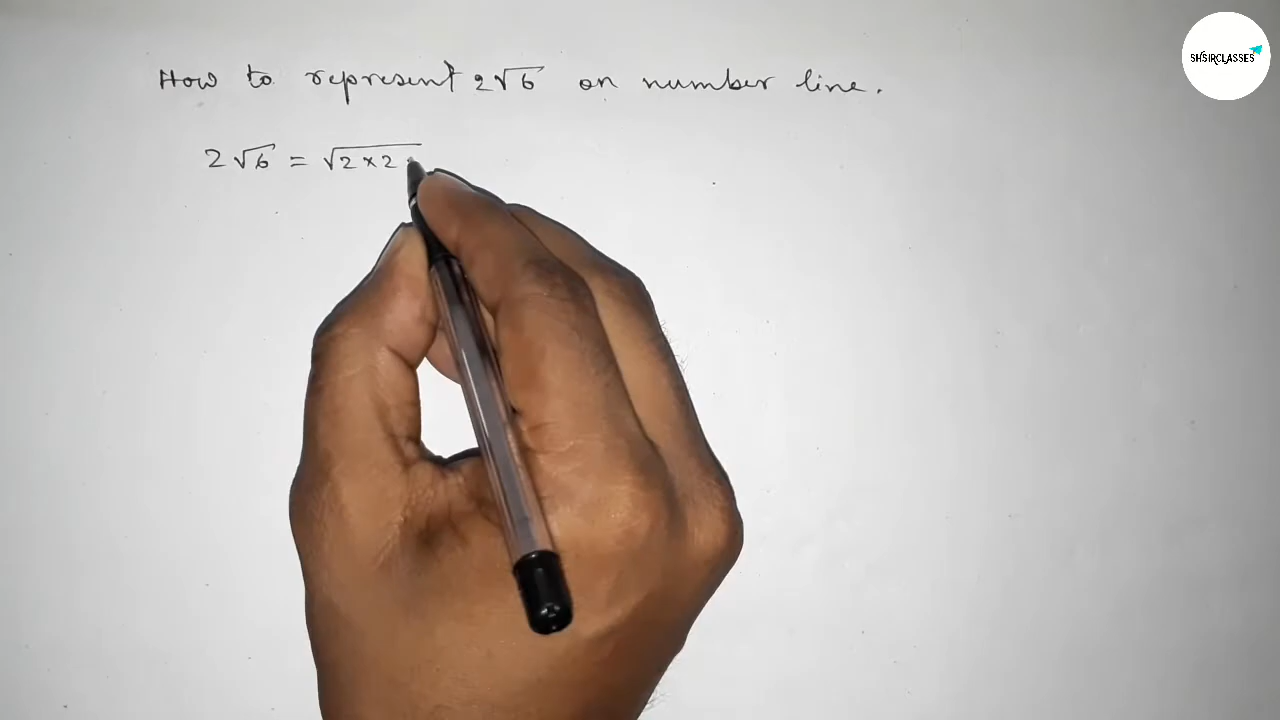 How to represent 2√6 on number line.
2√6 = √2×2
SHSIRCLASSES